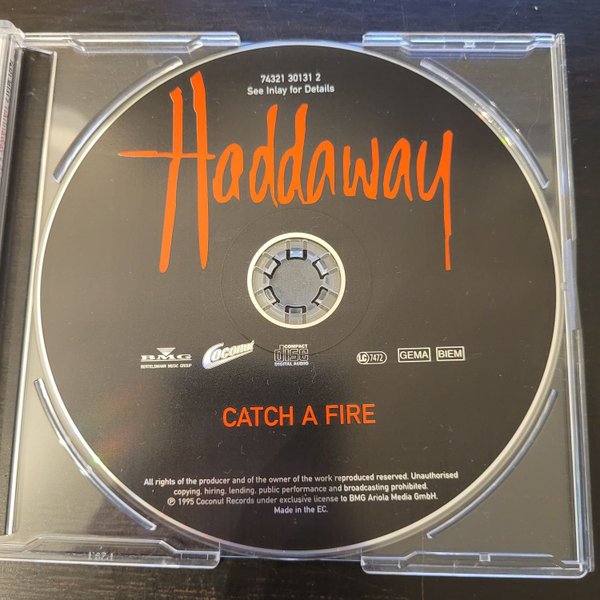 74321 30131 2
See Inlay for Details
Haddaway
BMG
BERTELSMANN MUSIC GROUP
Coconut
COMPACT
disc
DIGITAL AUDIO
LC 7472
GEMA
BIEM
CATCH A FIRE
All rights of the producer and of the owner of the work reproduced reserved. Unauthorised
copying, hiring, lending, public performance and broadcasting prohibited.
℗ 1995 Coconut Records under exclusive license to BMG Ariola Media GmbH.
Made in the EC.